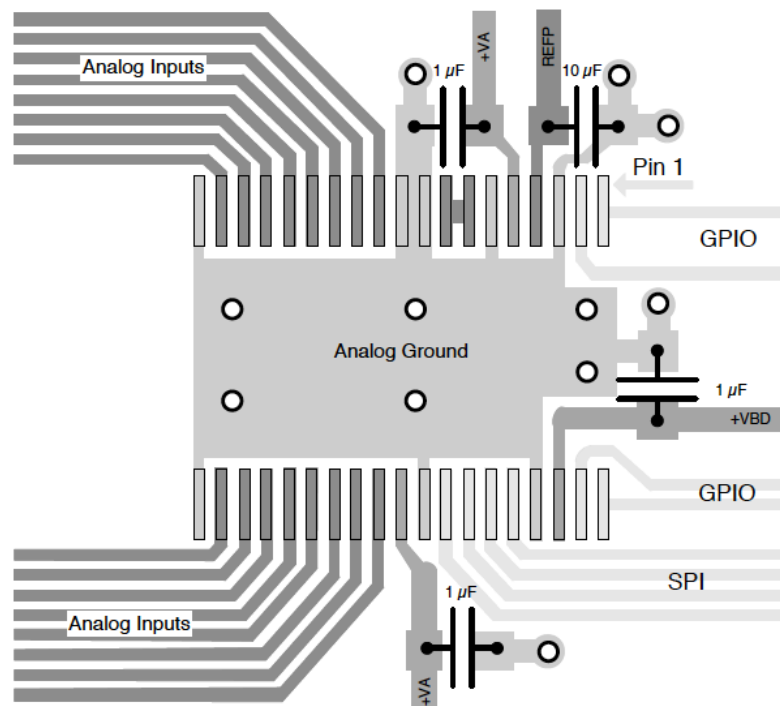 Analog Inputs
1 µF
+VA
REFP
10 µF
Pin 1
GPIO
Analog Ground
1 µF
+VBD
GPIO
SPI
1 µF
Analog Inputs
+VA